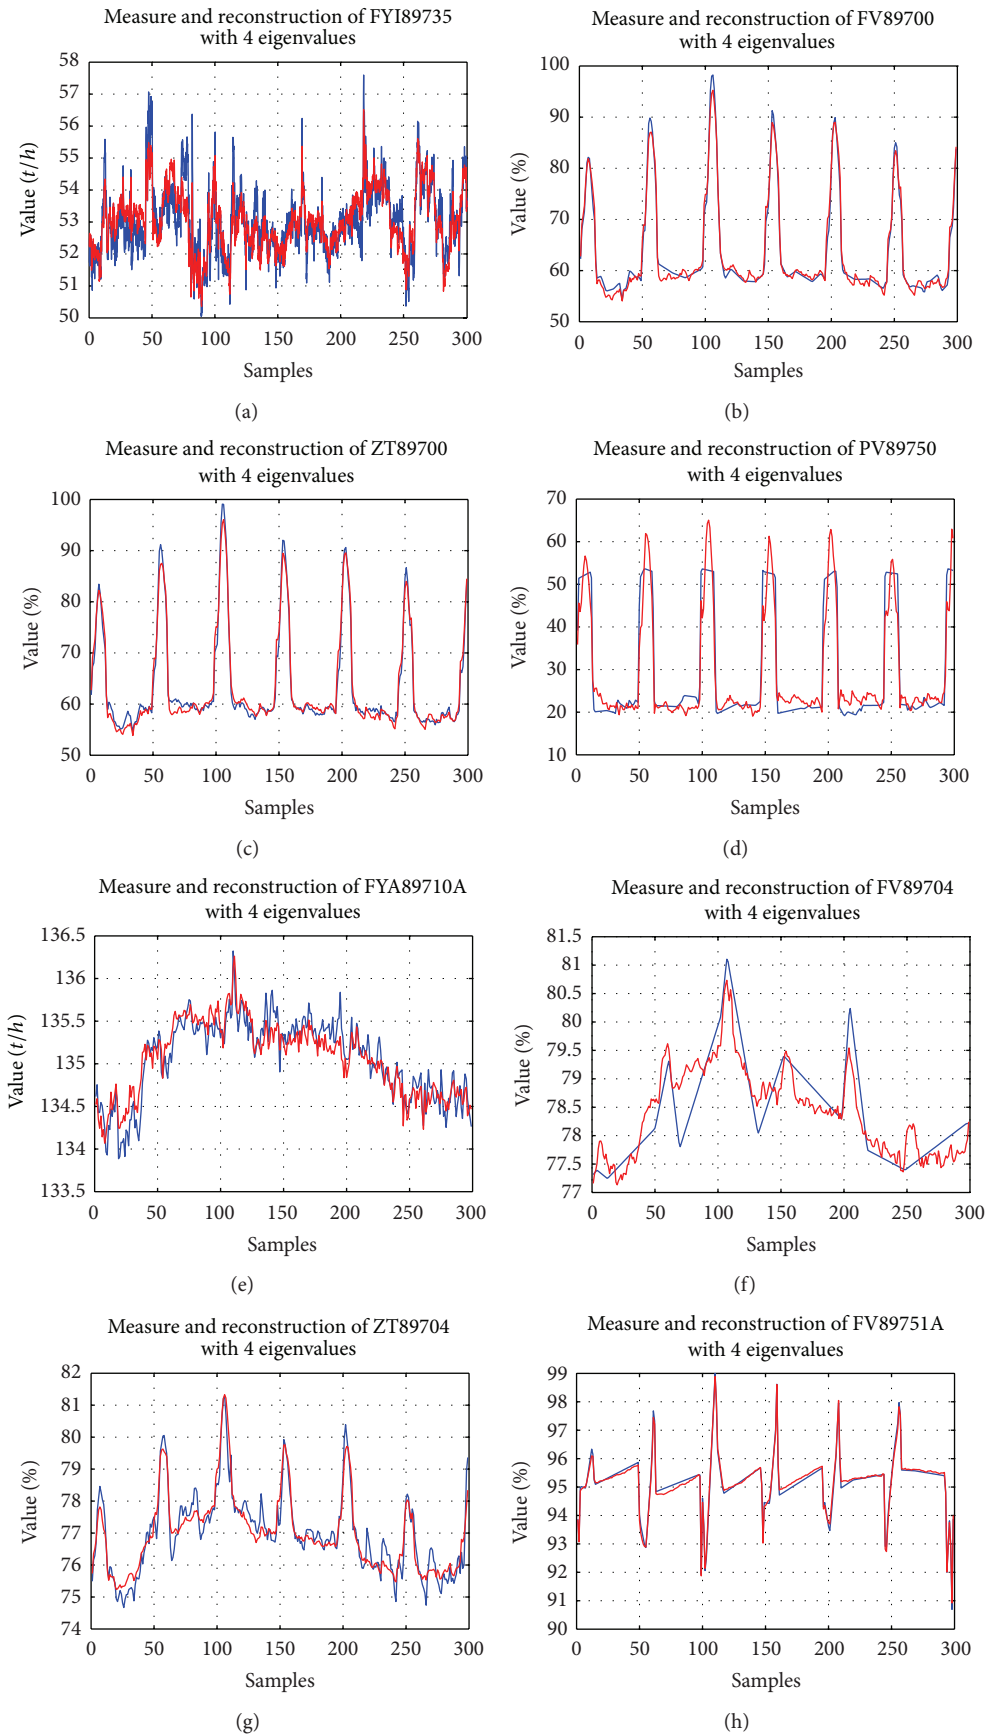 Measure and reconstruction of FYI89735
with 4 eigenvalues
58
57
56
55
54
53
52
51
50
Value (t/h)
0 50 100 150 200 250 300
Samples
(a)
Measure and reconstruction of FV89700
with 4 eigenvalues
100
90
80
70
60
50
Value (%)
0 50 100 150 200 250 300
Samples
(b)
Measure and reconstruction of ZT89700
with 4 eigenvalues
100
90
80
70
60
50
Value (%)
0 50 100 150 200 250 300
Samples
(c)
Measure and reconstruction of PV89750
with 4 eigenvalues
70
60
50
40
30
20
10
Value (%)
0 50 100 150 200 250 300
Samples
(d)
Measure and reconstruction of FYA89710A
with 4 eigenvalues
136.5
136
135.5
135
134.5
134
133.5
Value (t/h)
0 50 100 150 200 250 300
Samples
(e)
Measure and reconstruction of FV89704
with 4 eigenvalues
81.5
81
80.5
80
79.5
79
78.5
78
77.5
77
Value (%)
0 50 100 150 200 250 300
Samples
(f)
Measure and reconstruction of ZT89704
with 4 eigenvalues
82
81
80
79
78
77
76
75
74
Value (%)
0 50 100 150 200 250 300
Samples
(g)
Measure and reconstruction of FV89751A
with 4 eigenvalues
99
98
97
96
95
94
93
92
91
90
Value (%)
0 50 100 150 200 250 300
Samples
(h)